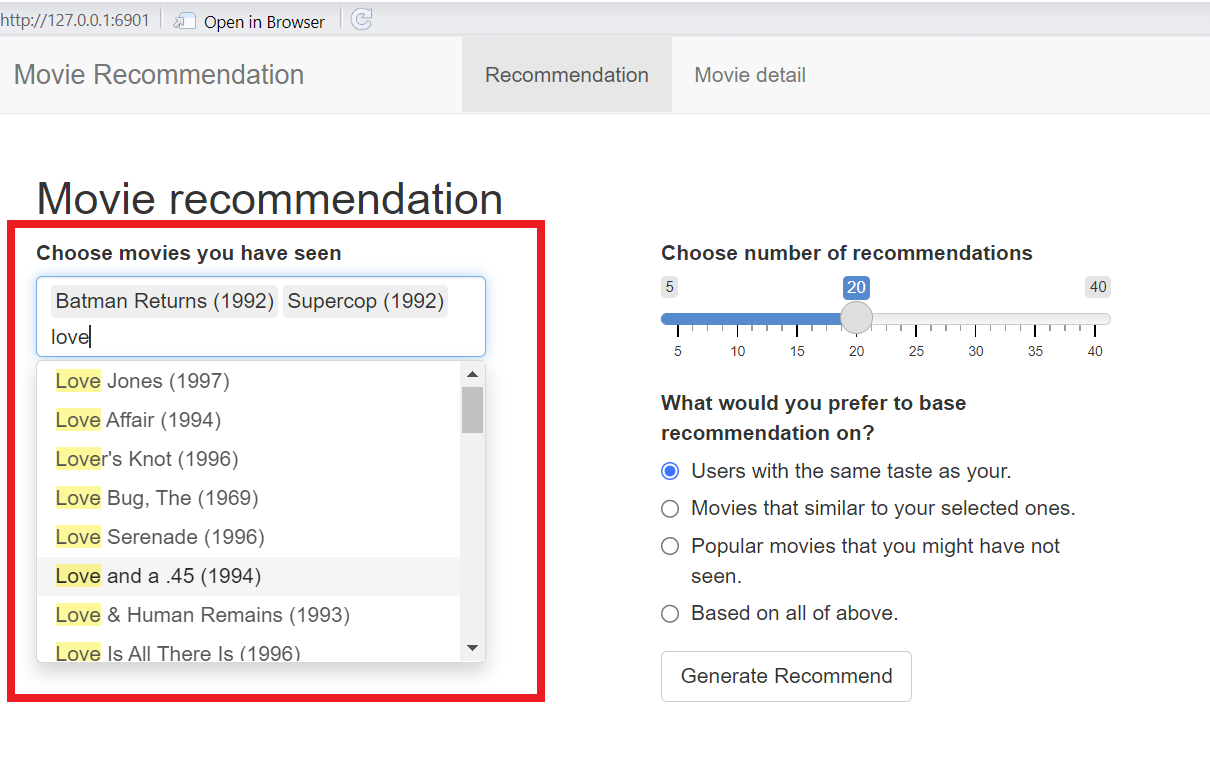 http://127.0.0.1:6901 Open in Browser
Movie Recommendation Recommendation Movie detail
Movie recommendation
Choose movies you have seen
Batman Returns (1992) Supercop (1992)
love
Love Jones (1997)
Love Affair (1994)
Lover's Knot (1996)
Love Bug, The (1969)
Love Serenade (1996)
Love and a .45 (1994)
Love & Human Remains (1993)
Love Is All There Is (1996)
Choose number of recommendations
5 20 40
5 10 15 20 25 30 35 40
What would you prefer to base
recommendation on?
Users with the same taste as your.
Movies that similar to your selected ones.
Popular movies that you might have not
seen.
Based on all of above.
Generate Recommend